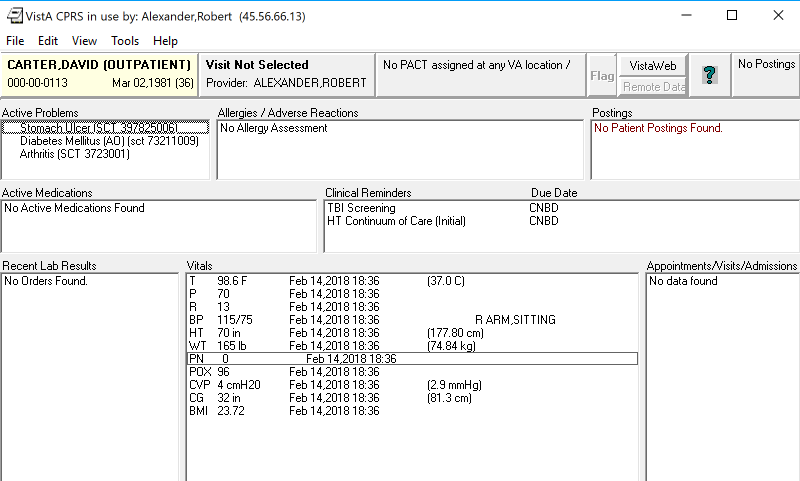 VistA CPRS in use by: Alexander,Robert (45.56.66.13)
File Edit View Tools Help
CARTER,DAVID (OUTPATIENT)
000-00-0113 Mar 02,1981 (36)
Visit Not Selected
Provider: ALEXANDER,ROBERT
No PACT assigned at any VA location /
Flag
VistaWeb
Remote Data
?
No Postings
Active Problems
Stomach Ulcer (SCT 397825006)
Diabetes Mellitus (AO) (sct 73211009)
Arthritis (SCT 3723001)
Allergies / Adverse Reactions
No Allergy Assessment
Postings
No Patient Postings Found.
Active Medications
No Active Medications Found
Clinical Reminders Due Date
TBI Screening CNBD
HT Continuum of Care (Initial) CNBD
Recent Lab Results
No Orders Found.
Vitals
T 98.6 F Feb 14,2018 18:36 (37.0 C)
P 70 Feb 14,2018 18:36
R 13 Feb 14,2018 18:36
BP 115/75 Feb 14,2018 18:36 R ARM,SITTING
HT 70 in Feb 14,2018 18:36 (177.80 cm)
WT 165 lb Feb 14,2018 18:36 (74.84 kg)
PN 0 Feb 14,2018 18:36
POX 96 Feb 14,2018 18:36
CVP 4 cmH20 Feb 14,2018 18:36 (2.9 mmHg)
CG 32 in Feb 14,2018 18:36 (81.3 cm)
BMI 23.72 Feb 14,2018 18:36
Appointments/Visits/Admissions
No data found